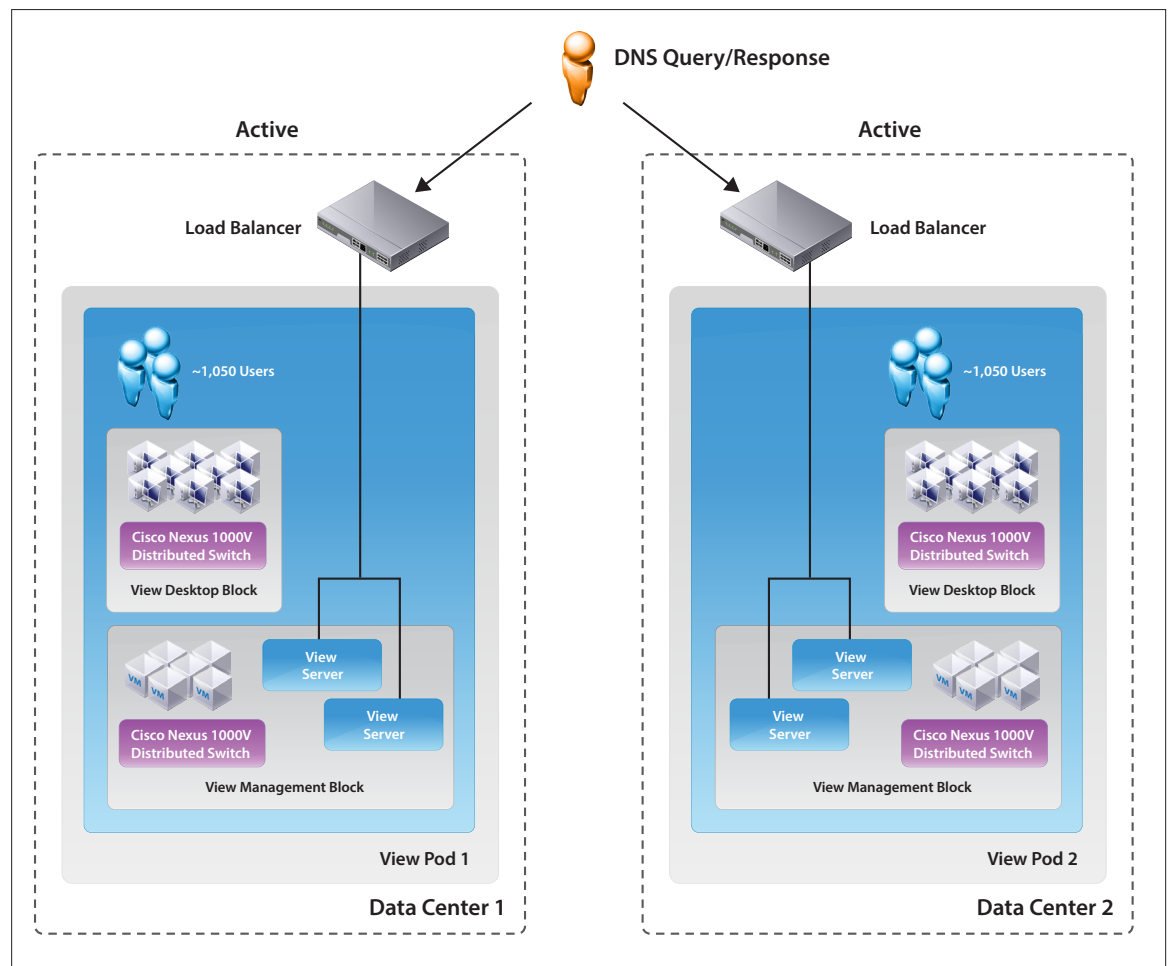 DNS Query/Response
Active
Load Balancer
~1,050 Users
Cisco Nexus 1000V
Distributed Switch
View Desktop Block
View
Server
View
Server
VM
VM
VM
Cisco Nexus 1000V
Distributed Switch
View Management Block
View Pod 1
Data Center 1
Active
Load Balancer
~1,050 Users
Cisco Nexus 1000V
Distributed Switch
View Desktop Block
View
Server
View
Server
VM
VM
VM
Cisco Nexus 1000V
Distributed Switch
View Management Block
View Pod 2
Data Center 2